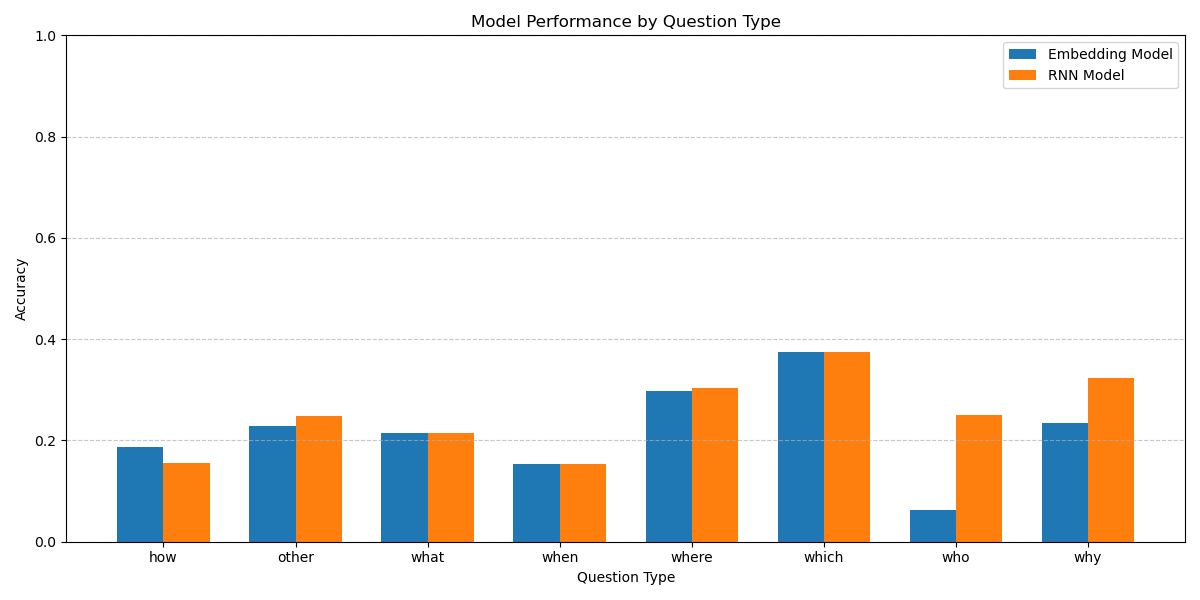 Model Performance by Question Type
Embedding Model
RNN Model
Accuracy
1.0
0.8
0.6
0.4
0.2
0.0
how other what when where which who why
Question Type